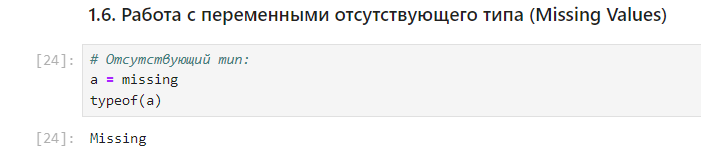 1.6. Работа с переменными отсутствующего типа (Missing Values)
[24]: # Отсутствующий тип:
a = missing
typeof(a)
[24]: Missing